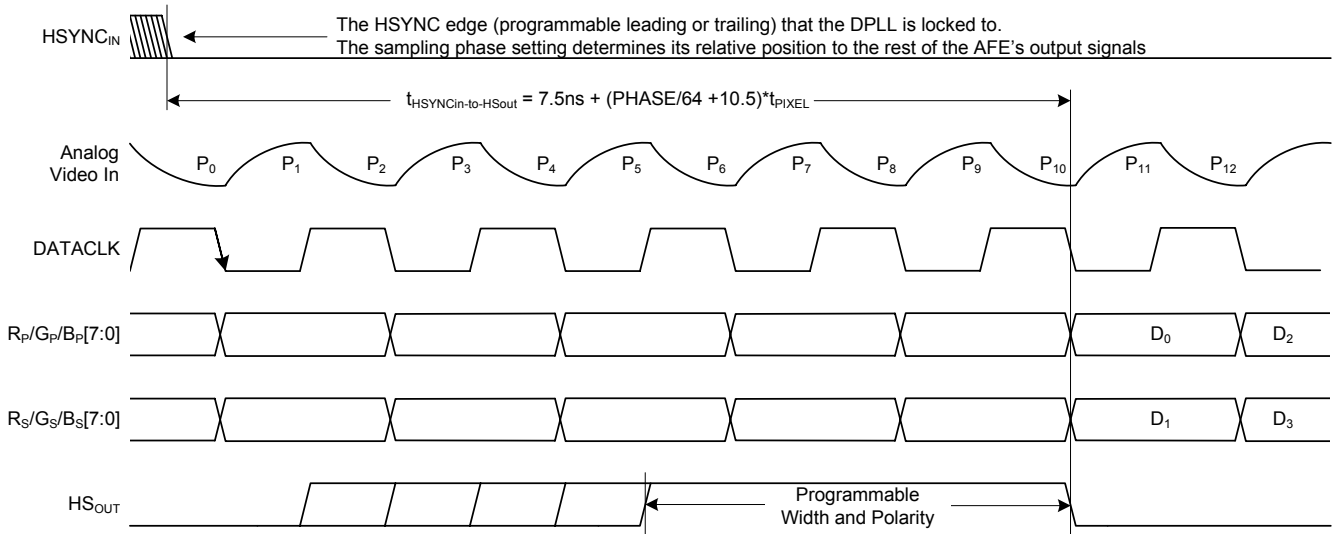 HSYNCIN
The HSYNC edge (programmable leading or trailing) that the DPLL is locked to.
The sampling phase setting determines its relative position to the rest of the AFE's output signals
tHSYNCin-to-HSout = 7.5ns + (PHASE/64 +10.5)*tPIXEL
Analog
Video In
P0 P1 P2 P3 P4 P5 P6 P7 P8 P9 P10 P11 P12
DATACLK
RP/GP/BP[7:0]
D0 D2
RS/GS/BS[7:0]
D1 D3
HSOUT
Programmable
Width and Polarity